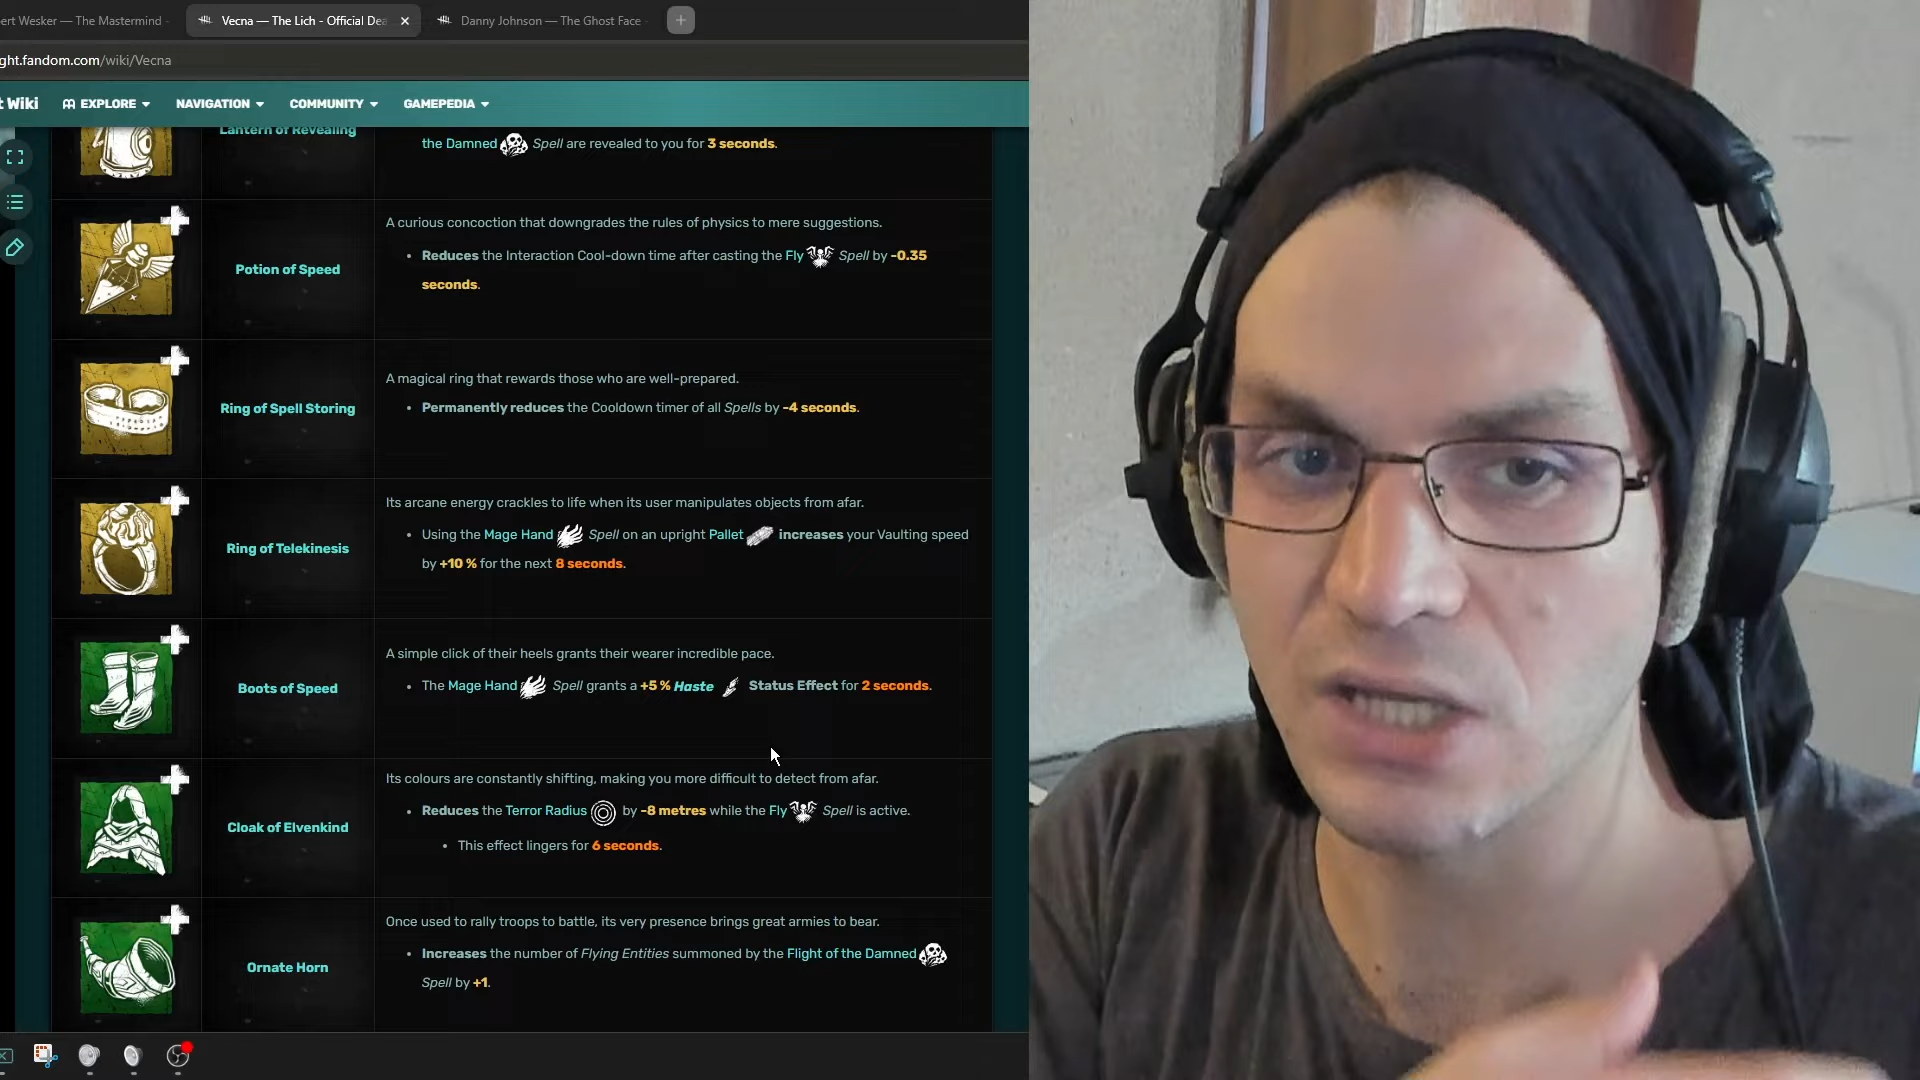 ert Wesker — The Mastermind -
Vecna — The Lich - Official Dea
Danny Johnson — The Ghost Face -
ght.fandom.com/wiki/Vecna
t Wiki
EXPLORE
NAVIGATION
COMMUNITY
GAMEPEDIA
Lantern of Revealing
the Damned Spell are revealed to you for 3 seconds.
Potion of Speed
A curious concoction that downgrades the rules of physics to mere suggestions.
Reduces the Interaction Cool-down time after casting the Fly Spell by -0.35
seconds.
Ring of Spell Storing
A magical ring that rewards those who are well-prepared.
Permanently reduces the Cooldown timer of all Spells by -4 seconds.
Ring of Telekinesis
Its arcane energy crackles to life when its user manipulates objects from afar.
Using the Mage Hand Spell on an upright Pallet increases your Vaulting speed
by +10 % for the next 8 seconds.
Boots of Speed
A simple click of their heels grants their wearer incredible pace.
The Mage Hand Spell grants a +5 % Haste Status Effect for 2 seconds.
Cloak of Elvenkind
Its colours are constantly shifting, making you more difficult to detect from afar.
Reduces the Terror Radius by -8 metres while the Fly Spell is active.
This effect lingers for 6 seconds.
Ornate Horn
Once used to rally troops to battle, its very presence brings great armies to bear.
Increases the number of Flying Entities summoned by the Flight of the Damned
Spell by +1.